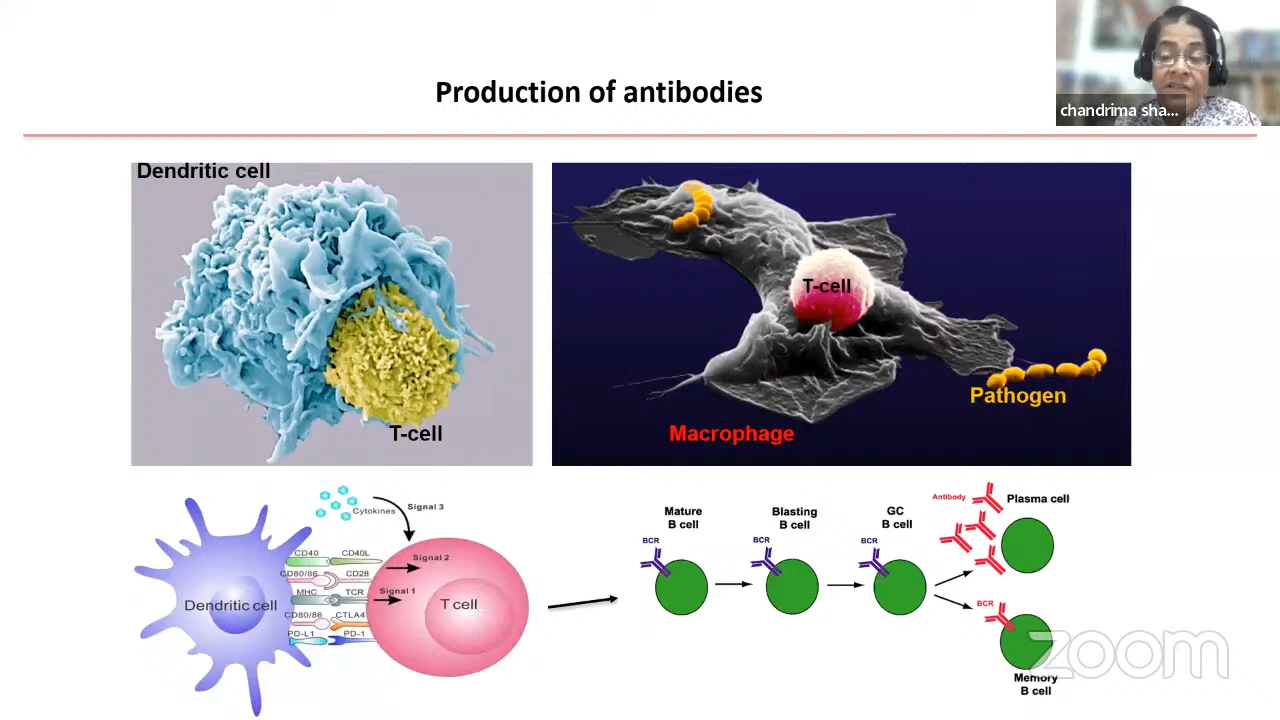 chandrima sha...
Production of antibodies
Dendritic cell
T-cell
T-cell
Pathogen
Macrophage
Cytokines
Signal 3
CD40 CD40L
Signal 2
CD80/86 CD28
MHC TCR
Signal 1
CD80/86 CTLA4
PD-L1 PD-1
Dendritic cell
T cell
Mature
B cell
BCR
Blasting
B cell
BCR
GC
B cell
BCR
Antibody
Plasma cell
BCR
Memory
B cell
zoom